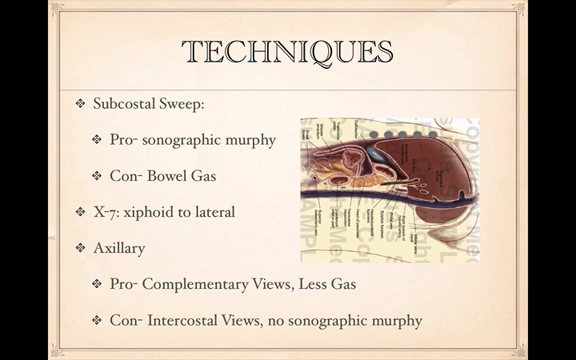 TECHNIQUES
Subcostal Sweep:
Pro- sonographic murphy
Con- Bowel Gas
X-7: xiphoid to lateral
Axillary
Pro- Complementary Views, Less Gas
Con- Intercostal Views, no sonographic murphy